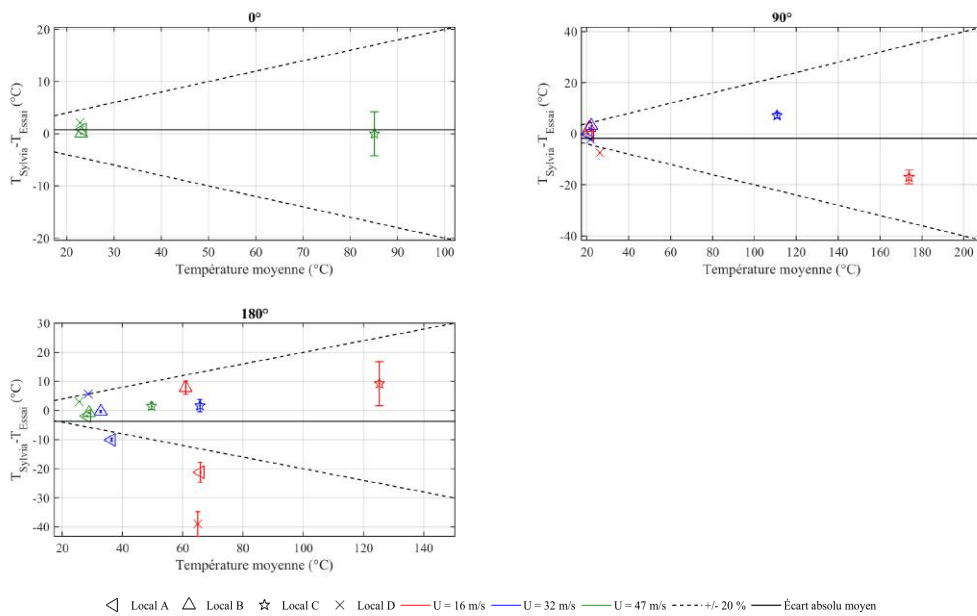 0°
20
10
0
-10
-20
20 30 40 50 60 70 80 90 100
Température moyenne (°C)
T_Sylvia-T_Essai (°C)
90°
40
20
0
-20
-40
20 40 60 80 100 120 140 160 180 200
Température moyenne (°C)
T_Sylvia-T_Essai (°C)
180°
30
20
10
0
-10
-20
-30
-40
20 40 60 80 100 120 140
Température moyenne (°C)
T_Sylvia-T_Essai (°C)
Local A Local B Local C Local D U = 16 m/s U = 32 m/s U = 47 m/s +/- 20 % Écart absolu moyen